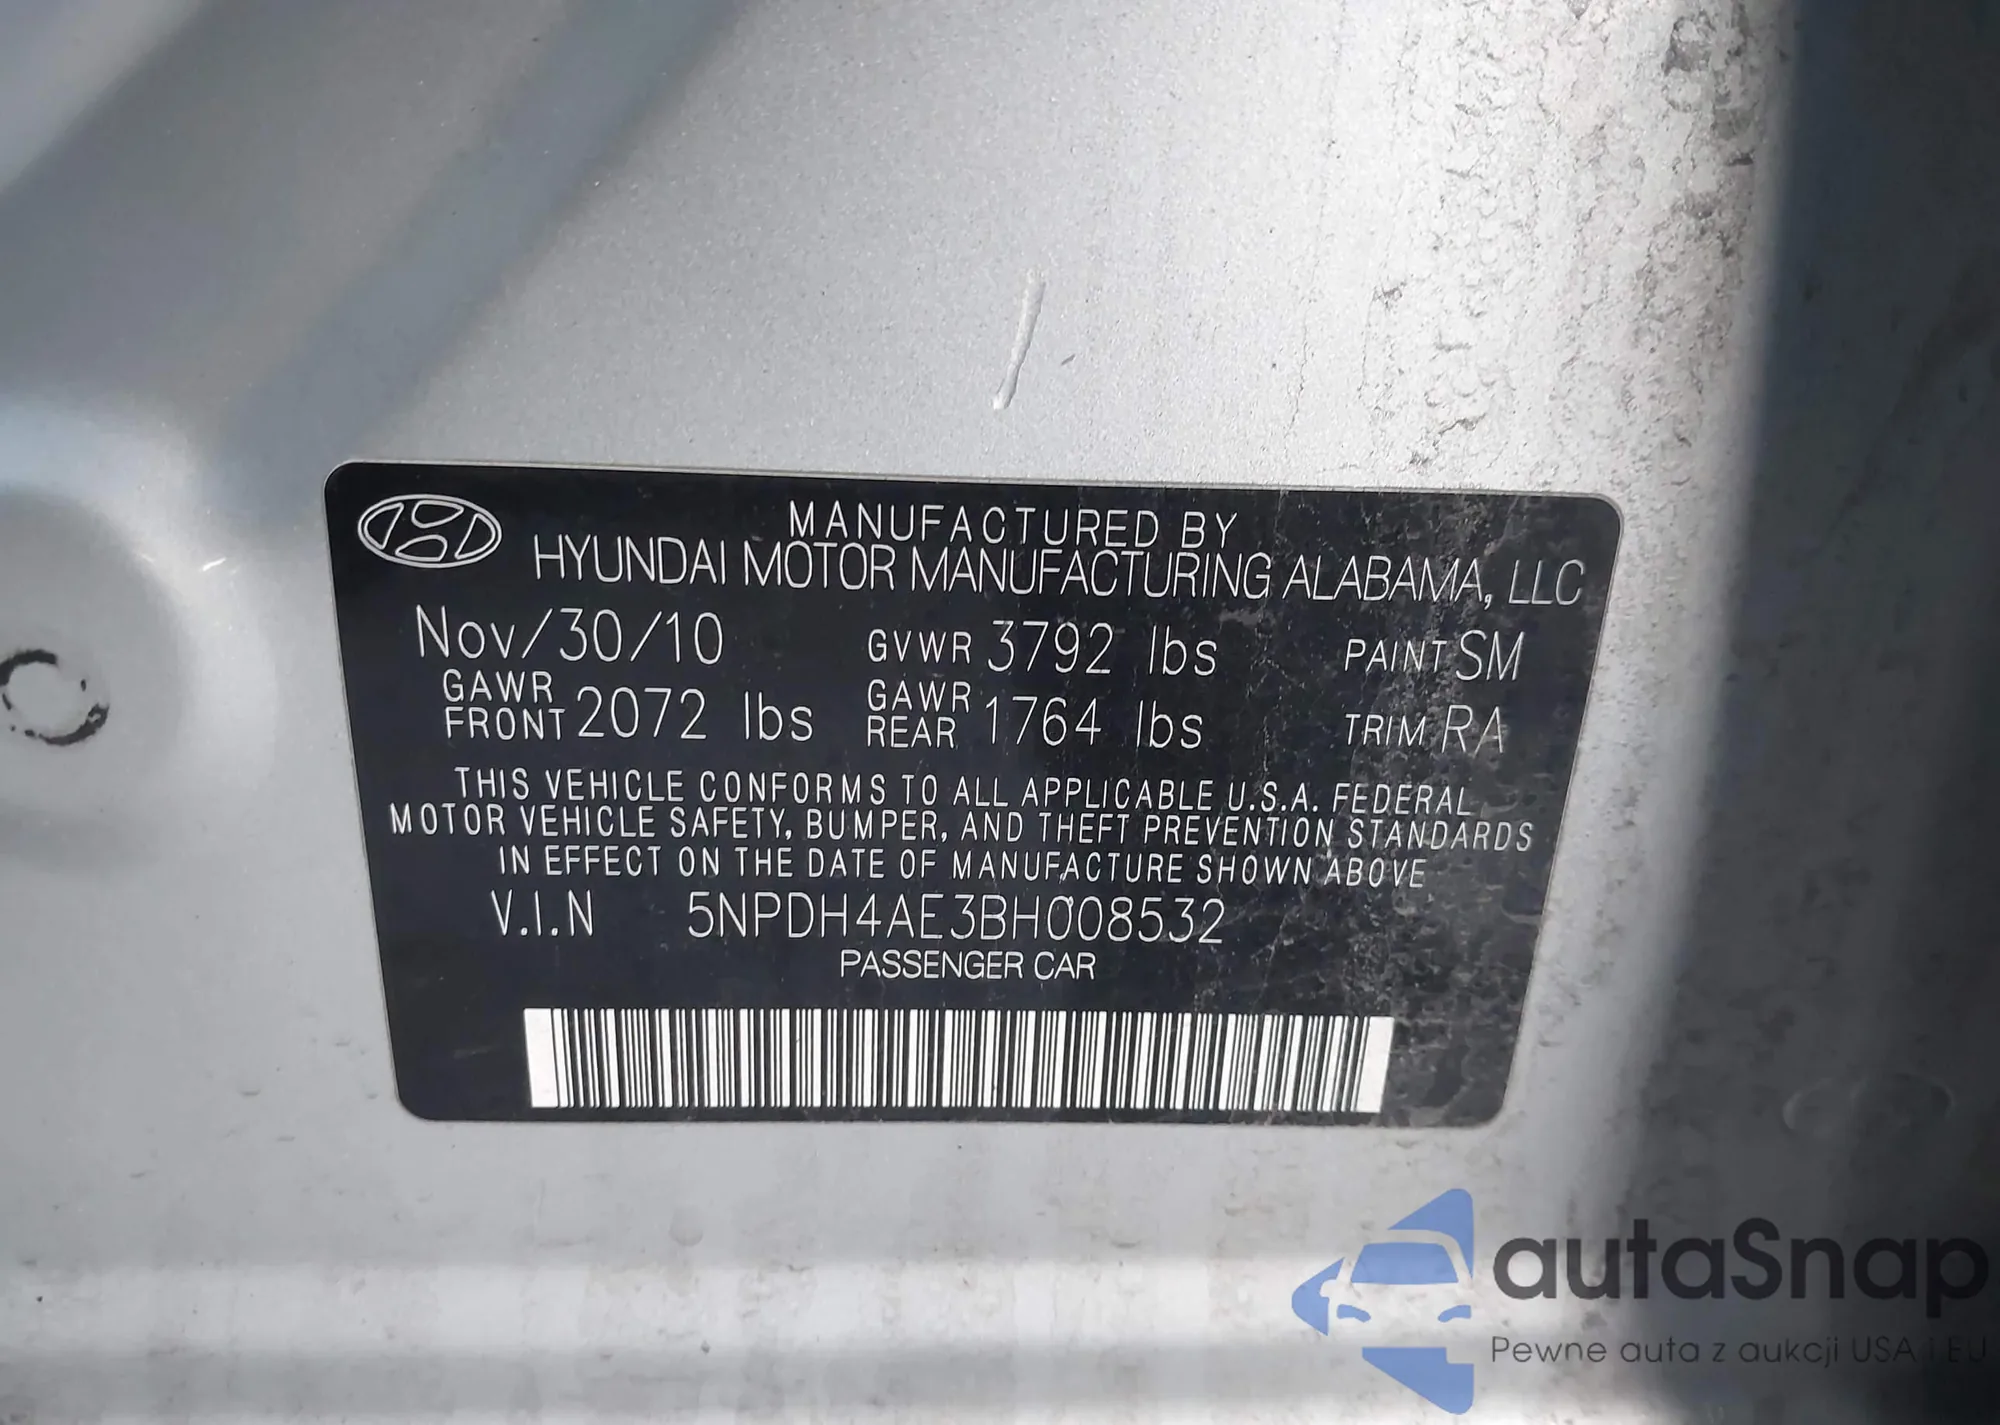 MANUFACTURED BY
HYUNDAI MOTOR MANUFACTURING ALABAMA, LLC
Nov/30/10 GVWR 3792 lbs PAINT SM
GAWR FRONT 2072 lbs GAWR REAR 1764 lbs TRIM RA
THIS VEHICLE CONFORMS TO ALL APPLICABLE U.S.A. FEDERAL
MOTOR VEHICLE SAFETY, BUMPER, AND THEFT PREVENTION STANDARDS
IN EFFECT ON THE DATE OF MANUFACTURE SHOWN ABOVE
V.I.N 5NPDH4AE3BH008532
PASSENGER CAR
autaSnap
Pewne auta z aukcji USA i EU